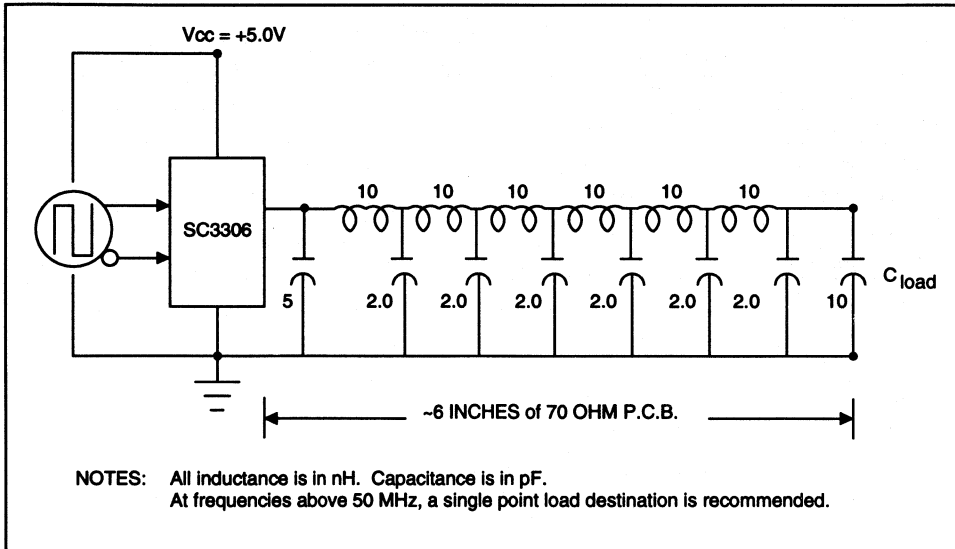 Vcc = +5.0V
10 10 10 10 10 10
SC3306
Cload
5 2.0 2.0 2.0 2.0 2.0 2.0 10
~6 INCHES of 70 OHM P.C.B.
NOTES: All inductance is in nH. Capacitance is in pF.
At frequencies above 50 MHz, a single point load destination is recommended.